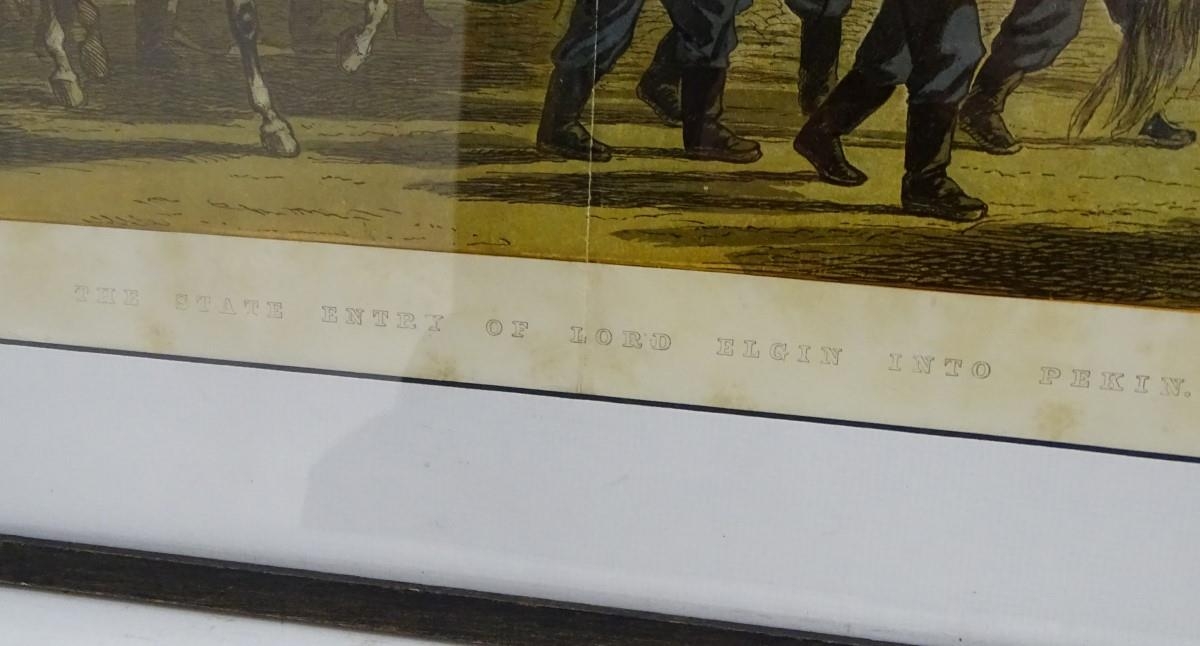 THE STATE ENTRY OF LORD ELGIN INTO PEKIN.